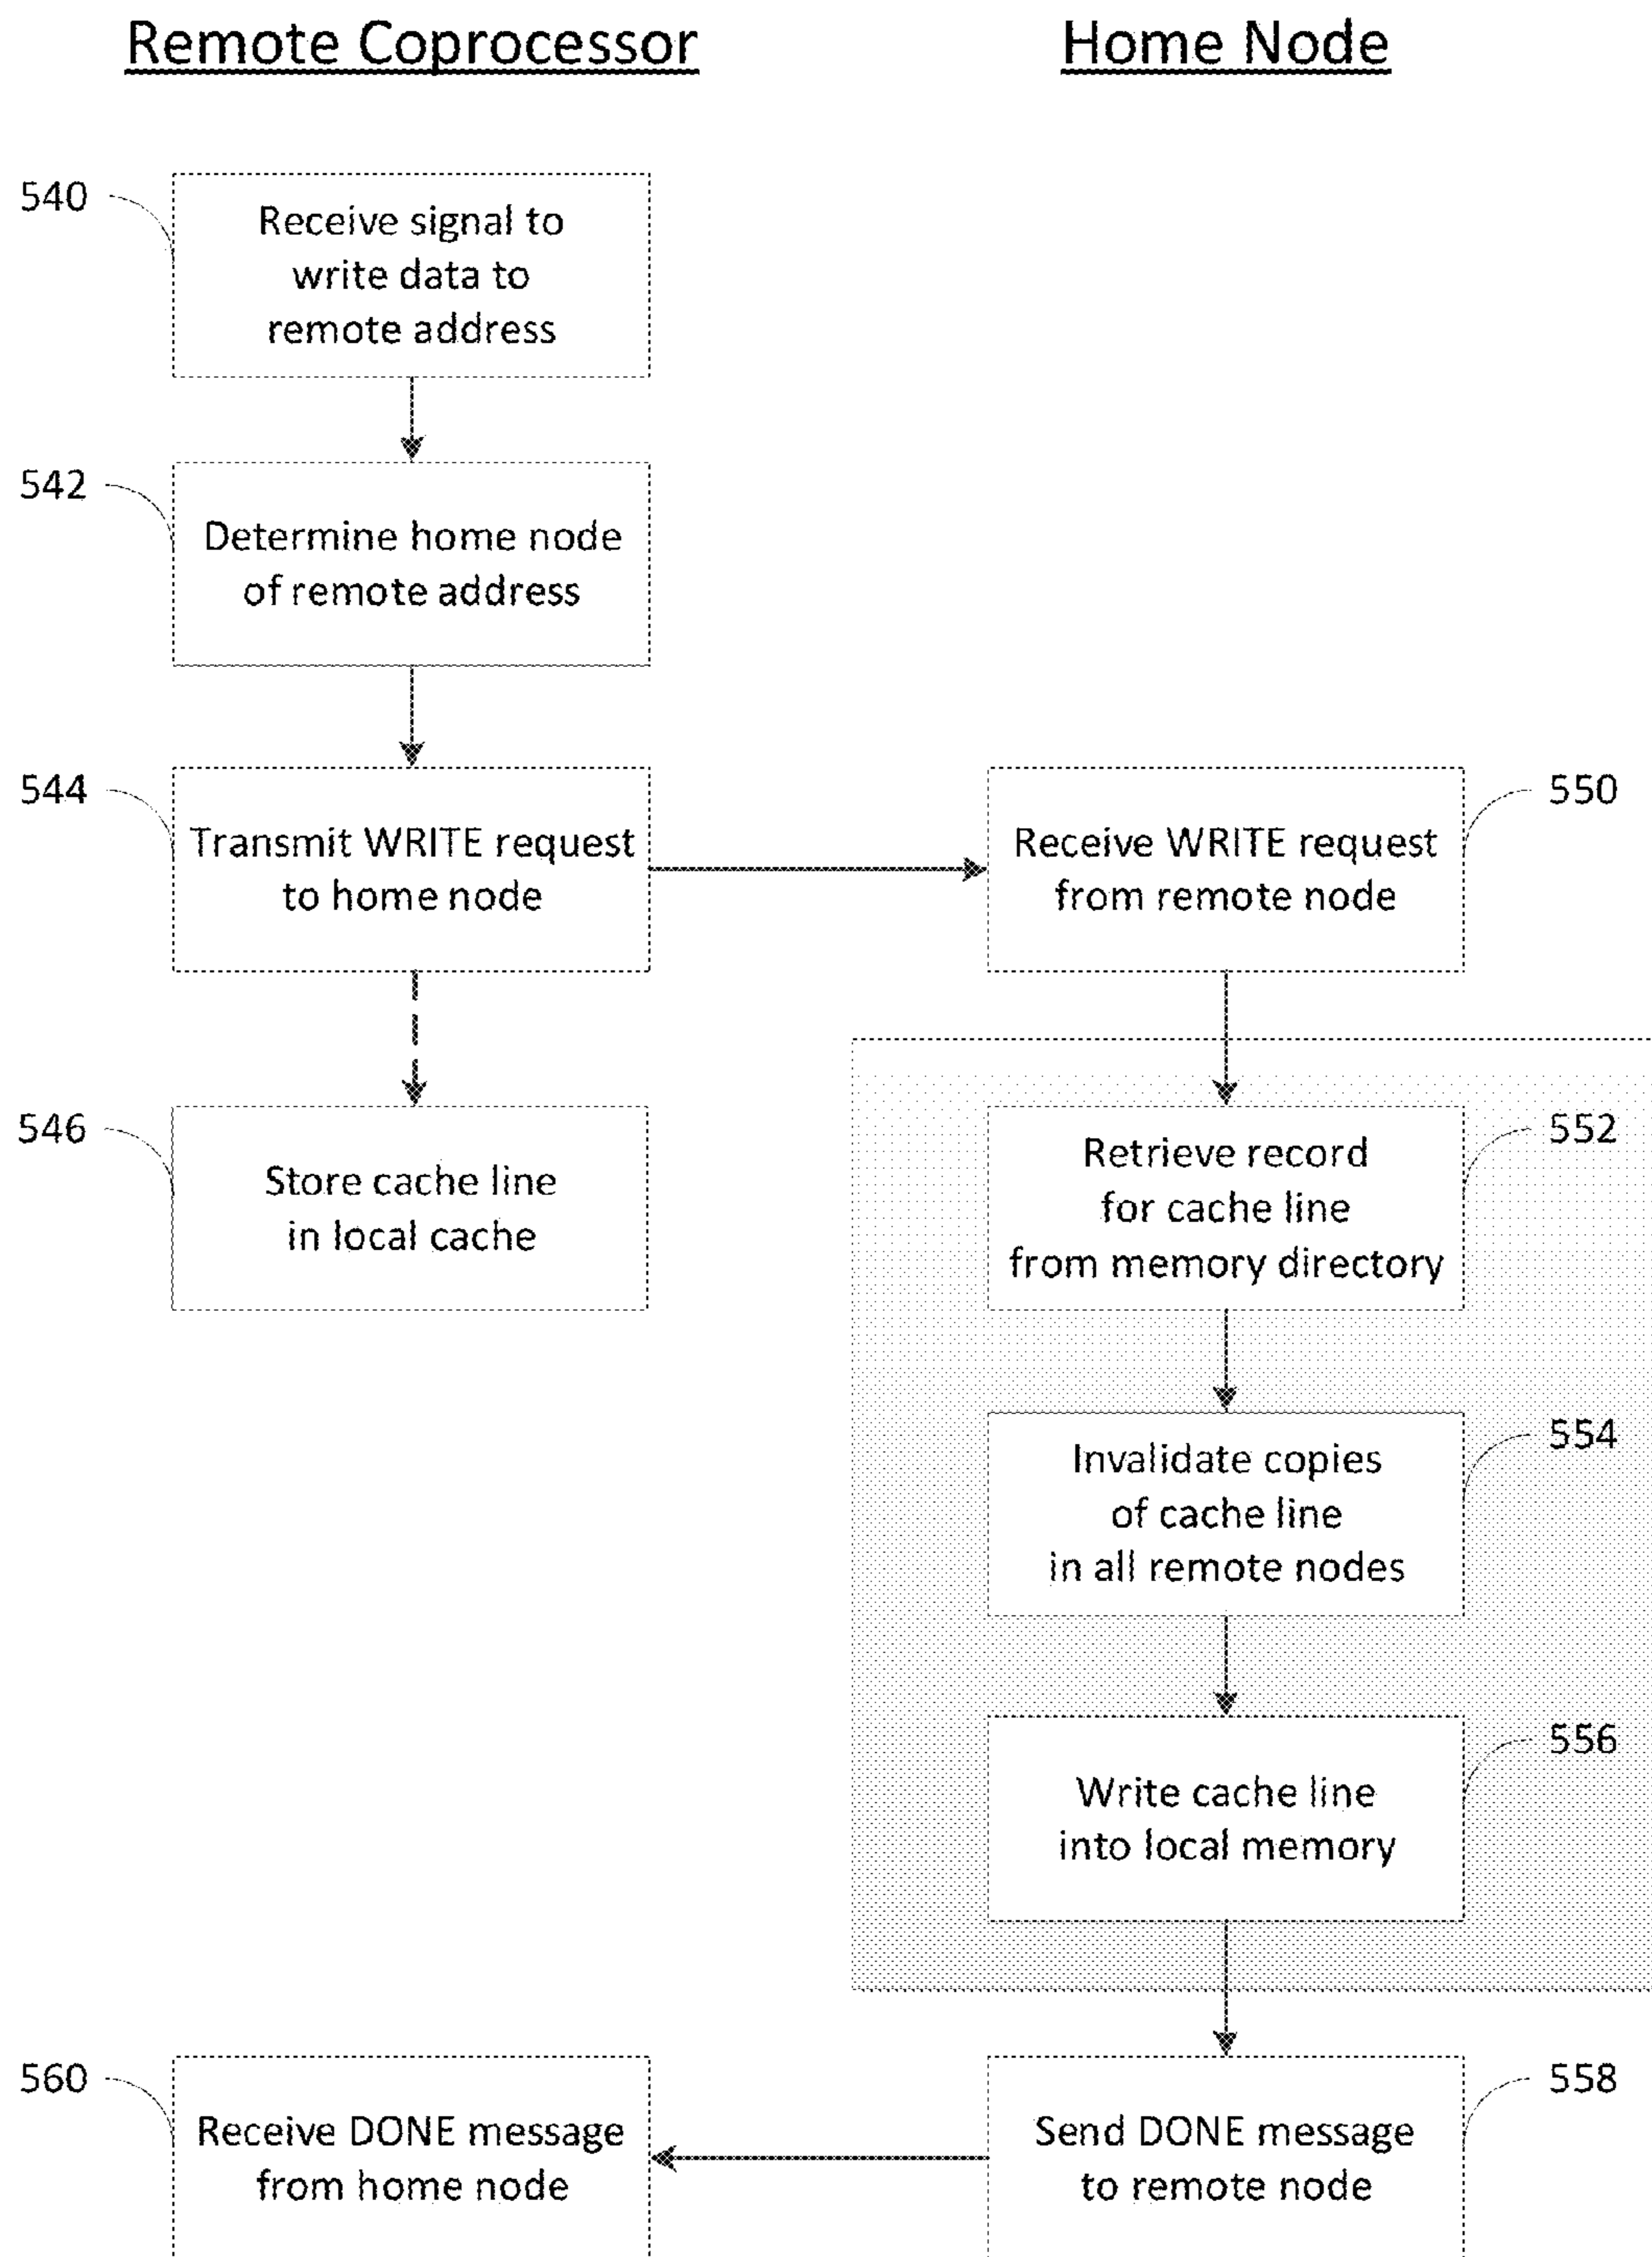 Remote Coprocessor
Home Node
540
Receive signal to
write data to
remote address
542
Determine home node
of remote address
544
Transmit WRITE request
to home node
550
Receive WRITE request
from remote node
546
Store cache line
in local cache
552
Retrieve record
for cache line
from memory directory
554
Invalidate copies
of cache line
in all remote nodes
556
Write cache line
into local memory
560
Receive DONE message
from home node
558
Send DONE message
to remote node